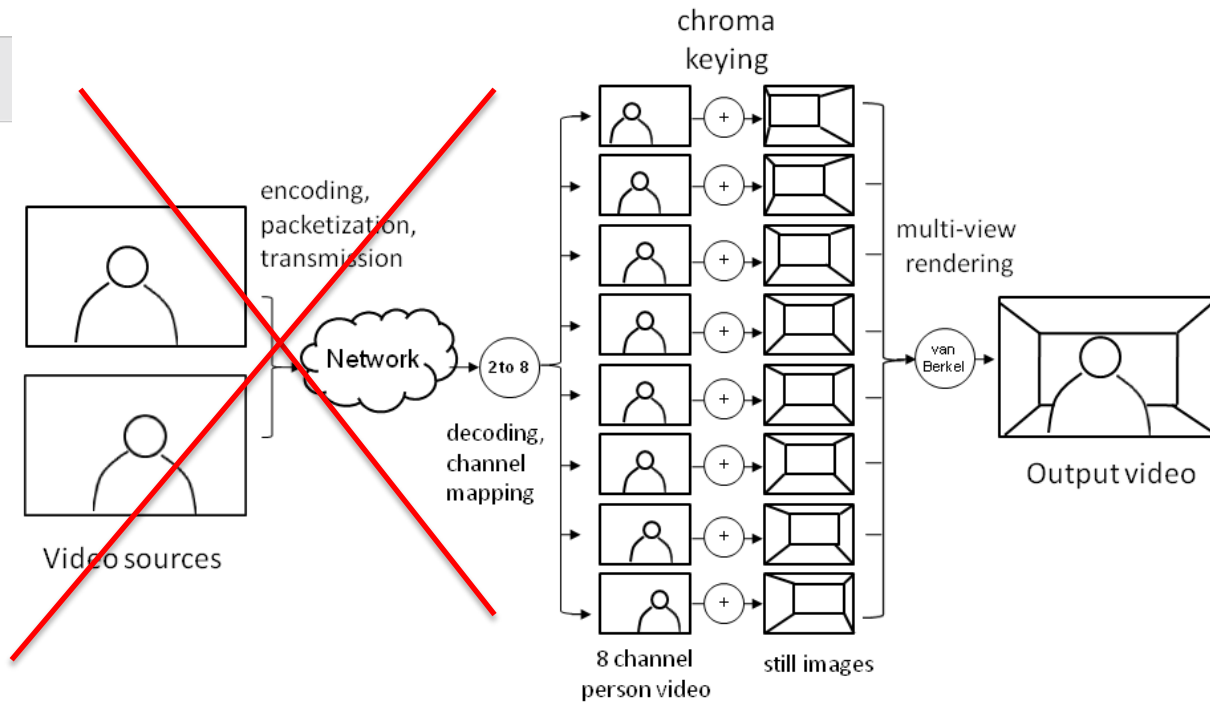 chroma
keying
+
+
+
+
+
+
+
+
encoding,
packetization,
transmission
Network
2 to 8
decoding,
channel
mapping
Video sources
8 channel
person video
still images
multi-view
rendering
van
Berkel
Output video